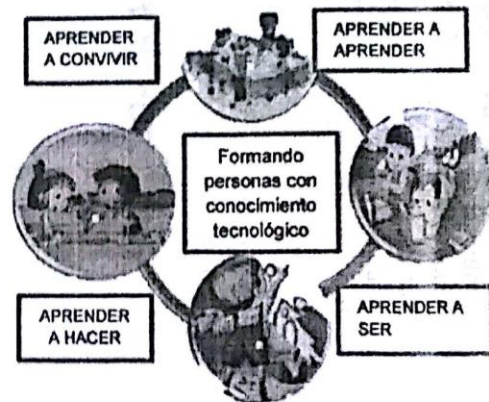 APRENDER
A CONVIVIR
APRENDER A
APRENDER
Formando
personas con
conocimiento
tecnológico
APRENDER
A HACER
APRENDER A
SER